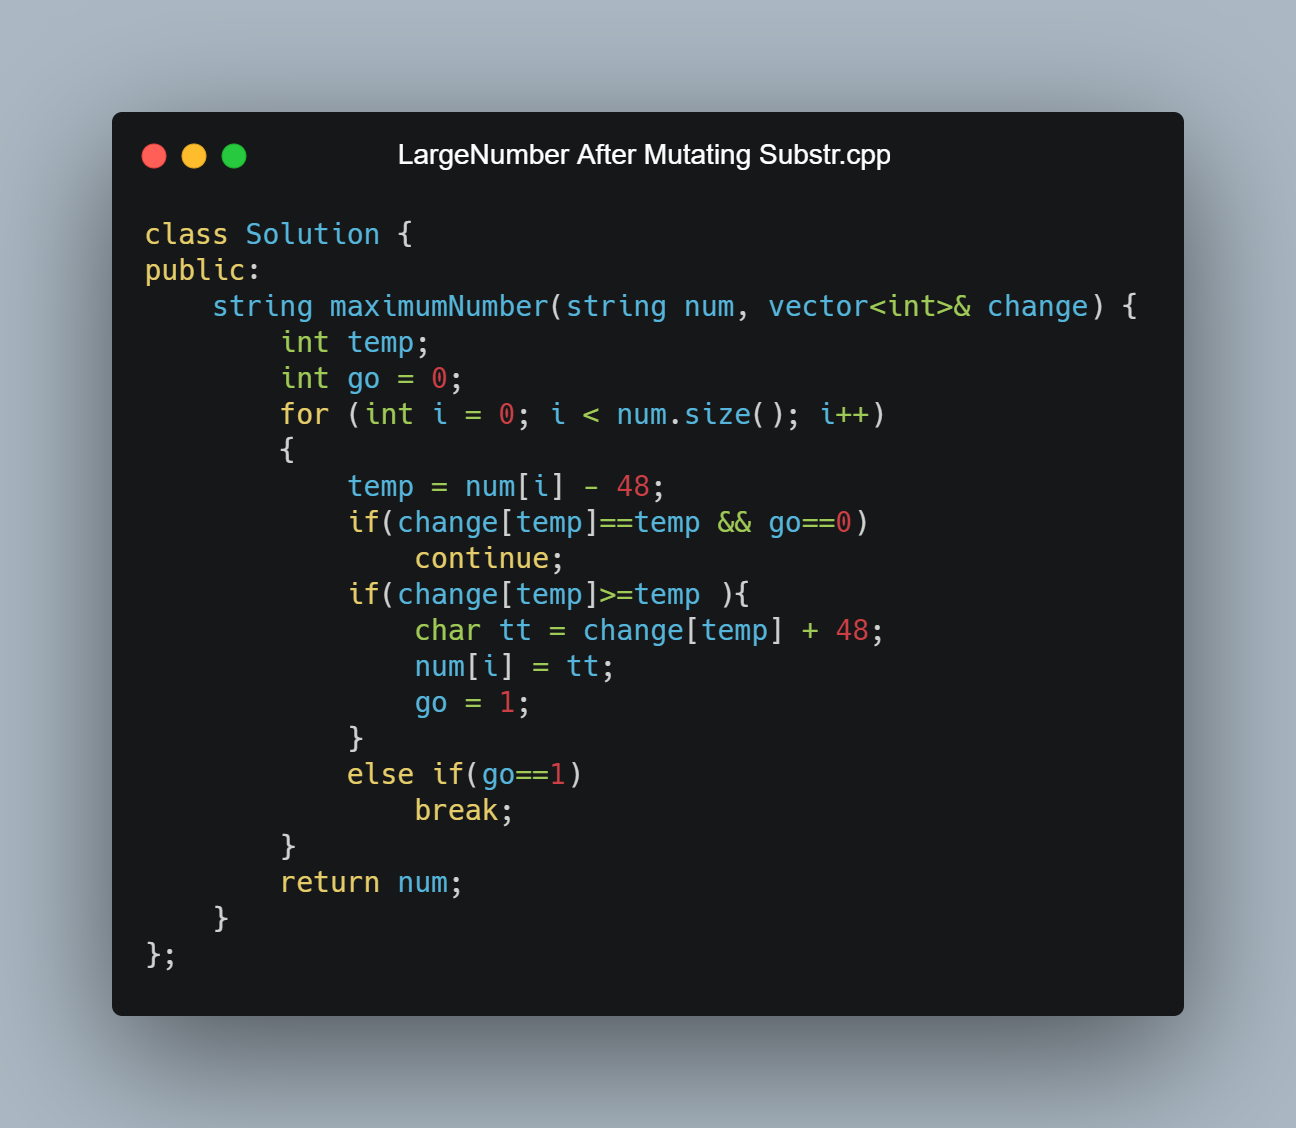 LargeNumber After Mutating Substr.cpp
class Solution {
public:
    string maximumNumber(string num, vector<int>& change) {
        int temp;
        int go = 0;
        for (int i = 0; i < num.size(); i++)
        {
            temp = num[i] - 48;
            if(change[temp]==temp && go==0)
                continue;
            if(change[temp]>=temp ){
                char tt = change[temp] + 48;
                num[i] = tt;
                go = 1;
            }
            else if(go==1)
                break;
        }
        return num;
    }
};